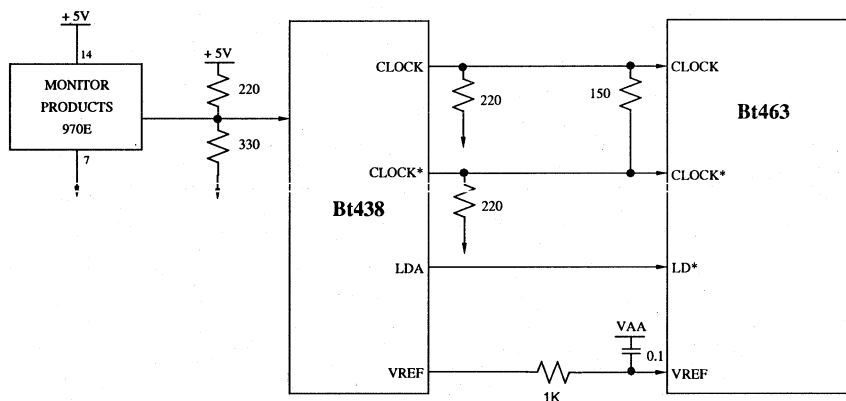 + 5V
14
MONITOR
PRODUCTS
970E
7
+ 5V
220
330
Bt438
CLOCK
CLOCK*
LDA
VREF
220
220
150
1K
VAA
0.1
Bt463
CLOCK
CLOCK*
LD*
VREF